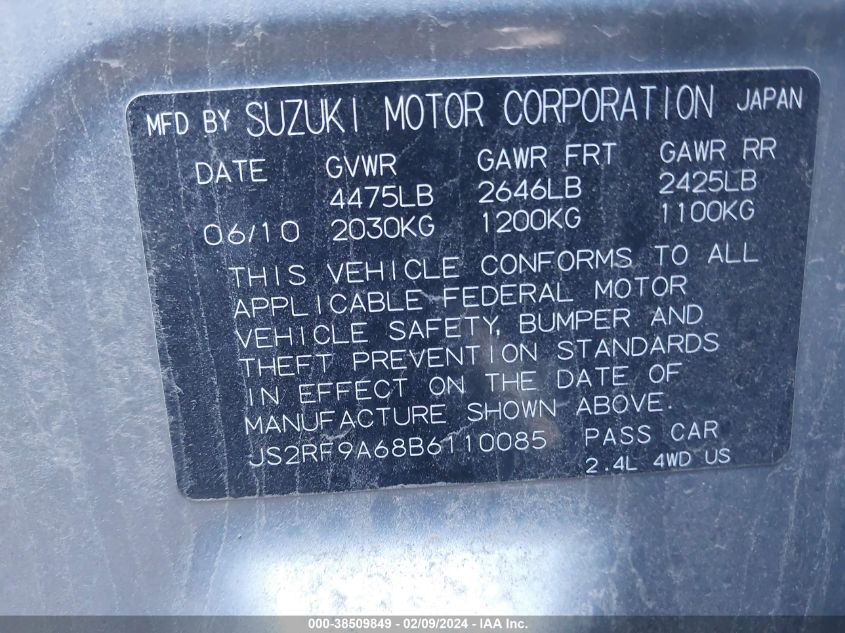 MFD BY SUZUKI MOTOR CORPORATION JAPAN
DATE GVWR GAWR FRT GAWR RR
4475LB 2646LB 2425LB
06/10 2030KG 1200KG 1100KG
THIS VEHICLE CONFORMS TO ALL
APPLICABLE FEDERAL MOTOR
VEHICLE SAFETY, BUMPER AND
THEFT PREVENTION STANDARDS
IN EFFECT ON THE DATE OF
MANUFACTURE SHOWN ABOVE.
JS2RF9A68B6110085 PASS CAR
2.4L 4WD US
000-38509849 - 02/09/2024 - © Copyright 2024 - IAA Inc.